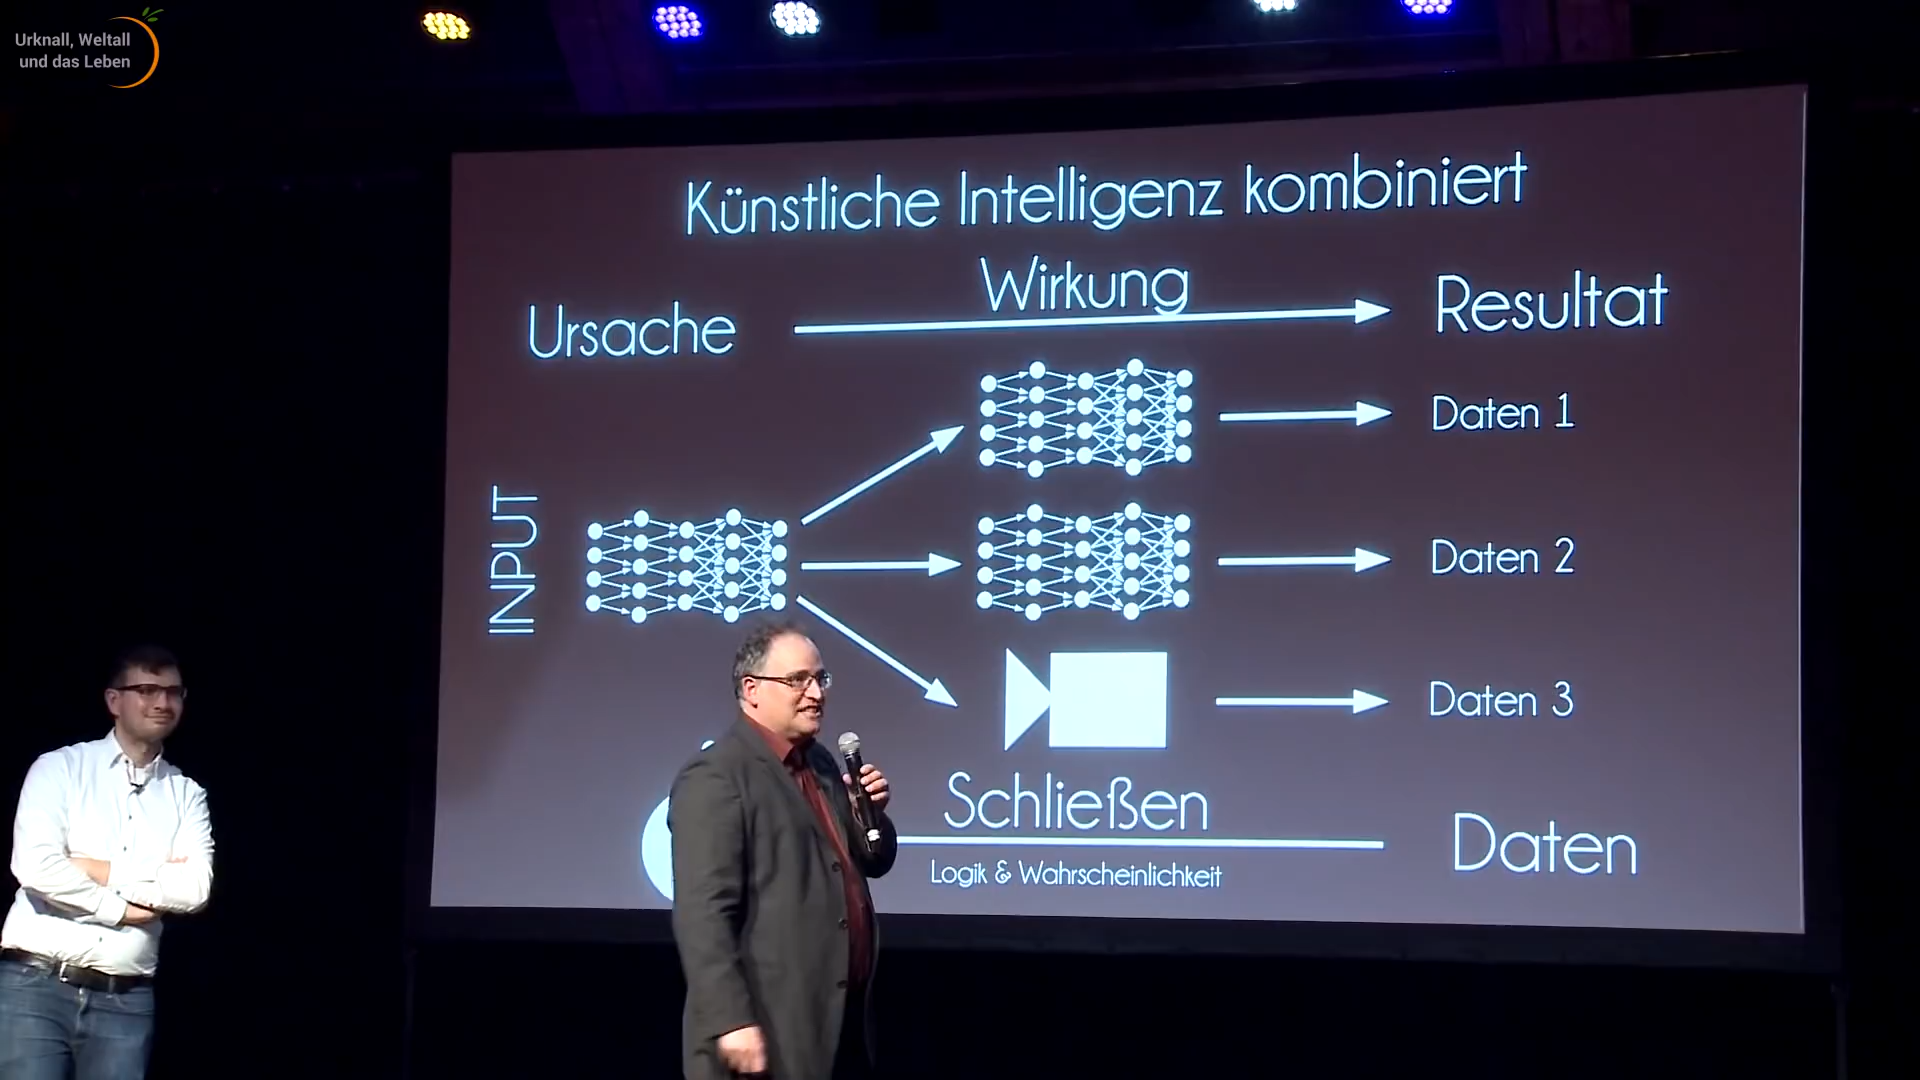 Urknall, Weltall
und das Leben
Künstliche Intelligenz kombiniert
Ursache
Wirkung
Resultat
INPUT
Daten 1
Daten 2
Daten 3
Schließen
Logik & Wahrscheinlichkeit
Daten